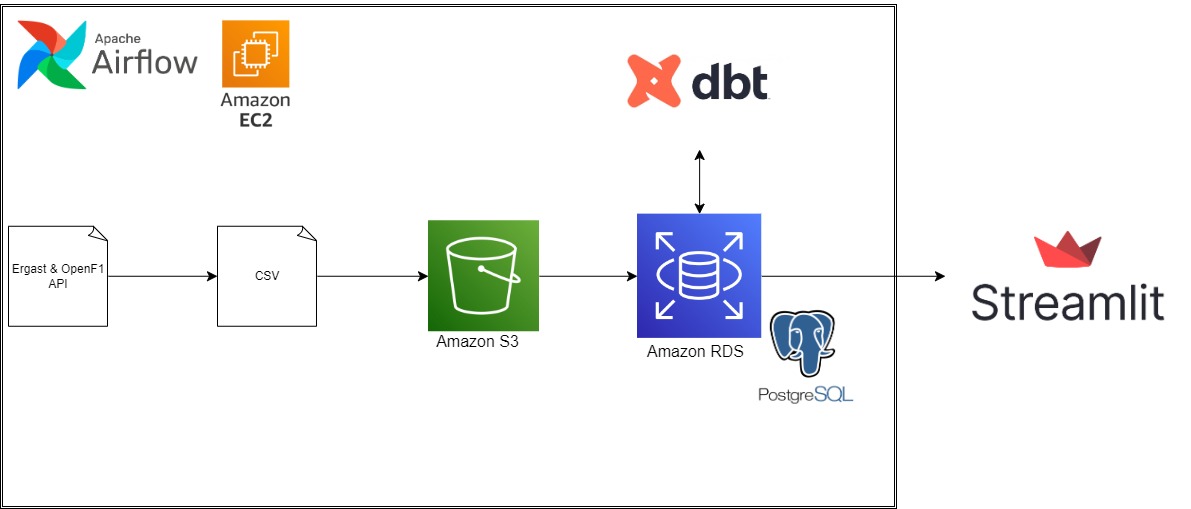 Apache
Airflow
Amazon
EC2
dbt
Ergast & OpenF1
API
CSV
Amazon S3
Amazon RDS
PostgreSQL
Streamlit